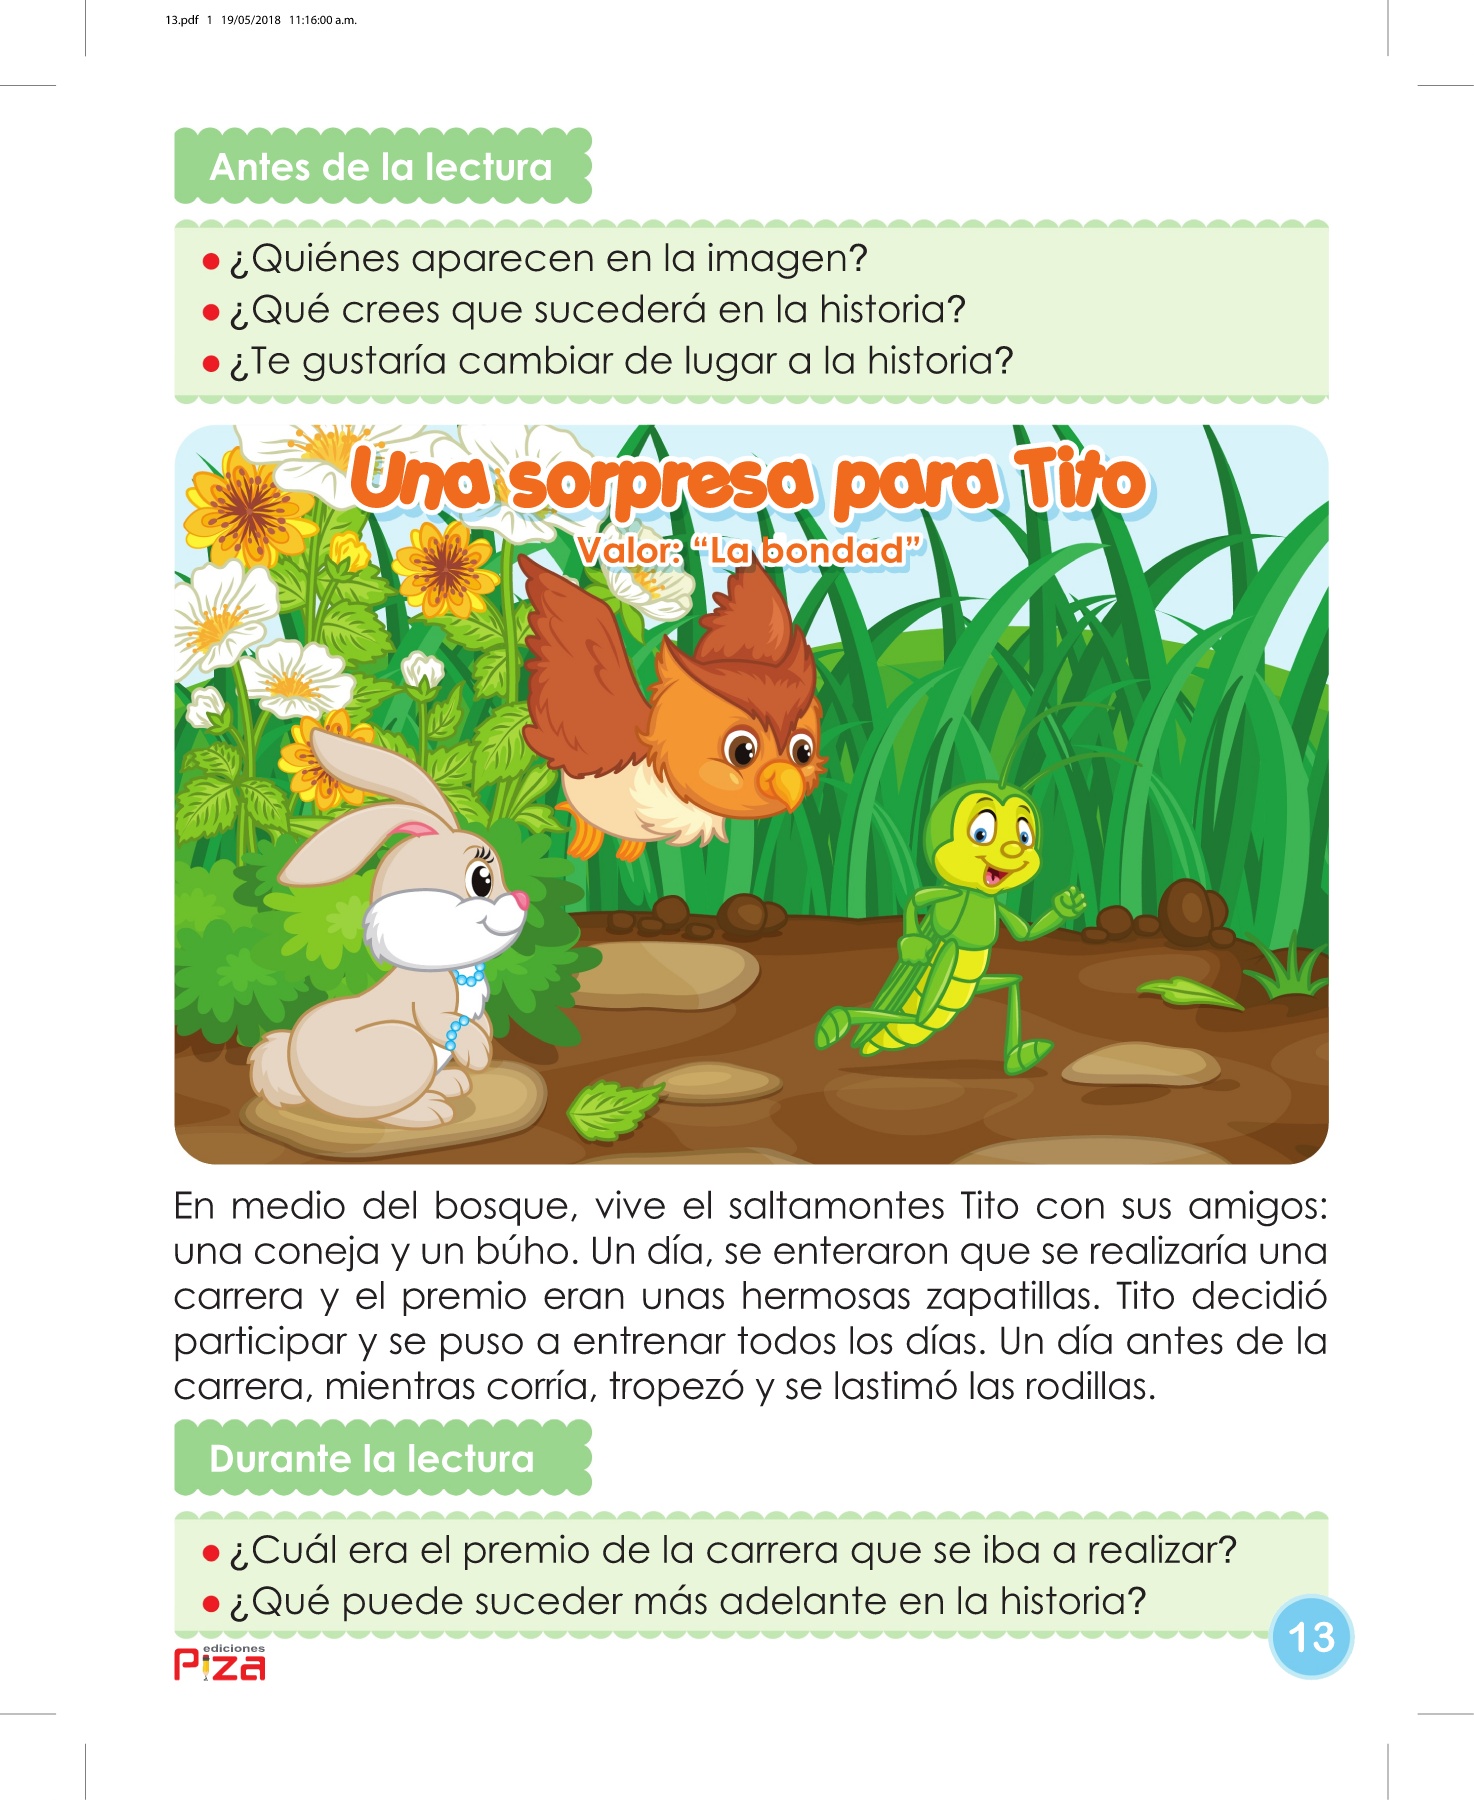 13.pdf 1 19/05/2018 11:16:00 a.m.
Antes de la lectura
● ¿Quiénes aparecen en la imagen?
● ¿Qué crees que sucederá en la historia?
● ¿Te gustaría cambiar de lugar a la historia?
Una sorpresa para Tito
Valor: “La bondad”
En medio del bosque, vive el saltamontes Tito con sus amigos:
una coneja y un búho. Un día, se enteraron que se realizaría una
carrera y el premio eran unas hermosas zapatillas. Tito decidió
participar y se puso a entrenar todos los días. Un día antes de la
carrera, mientras corría, tropezó y se lastimó las rodillas.
Durante la lectura
● ¿Cuál era el premio de la carrera que se iba a realizar?
● ¿Qué puede suceder más adelante en la historia?
13
ediciones
Piza